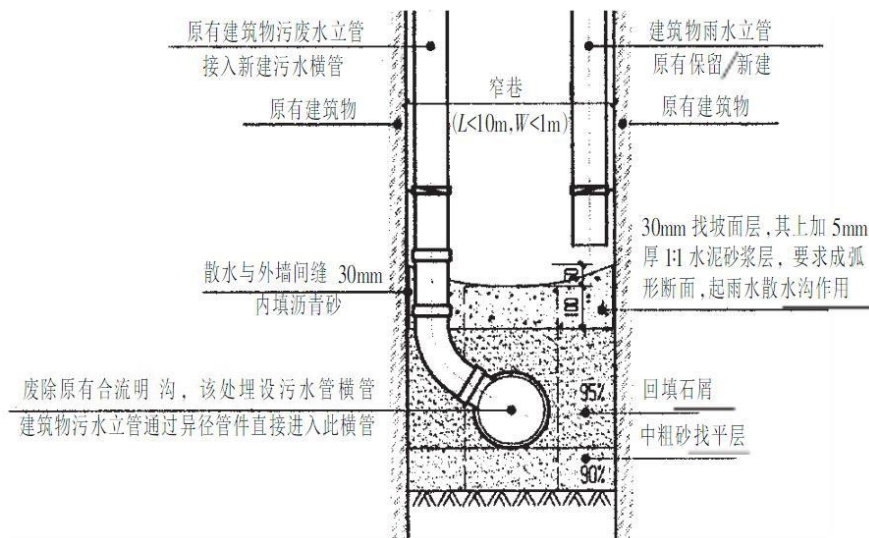 原有建筑物污废水立管
接入新建污水横管
建筑物雨水立管
原有保留/新建
窄巷
(L<10m,W<1m)
原有建筑物
原有建筑物
30mm 找坡面层,其上加 5mm
厚 1:1 水泥砂浆层,要求成弧
形断面,起雨水散水沟作用
散水与外墙间缝 30mm
内填沥青砂
废除原有合流明 沟, 该处埋设污水管横管
建筑物污水立管通过异径管件直接进入此横管
95%
回填石屑
中粗砂找平层
90%